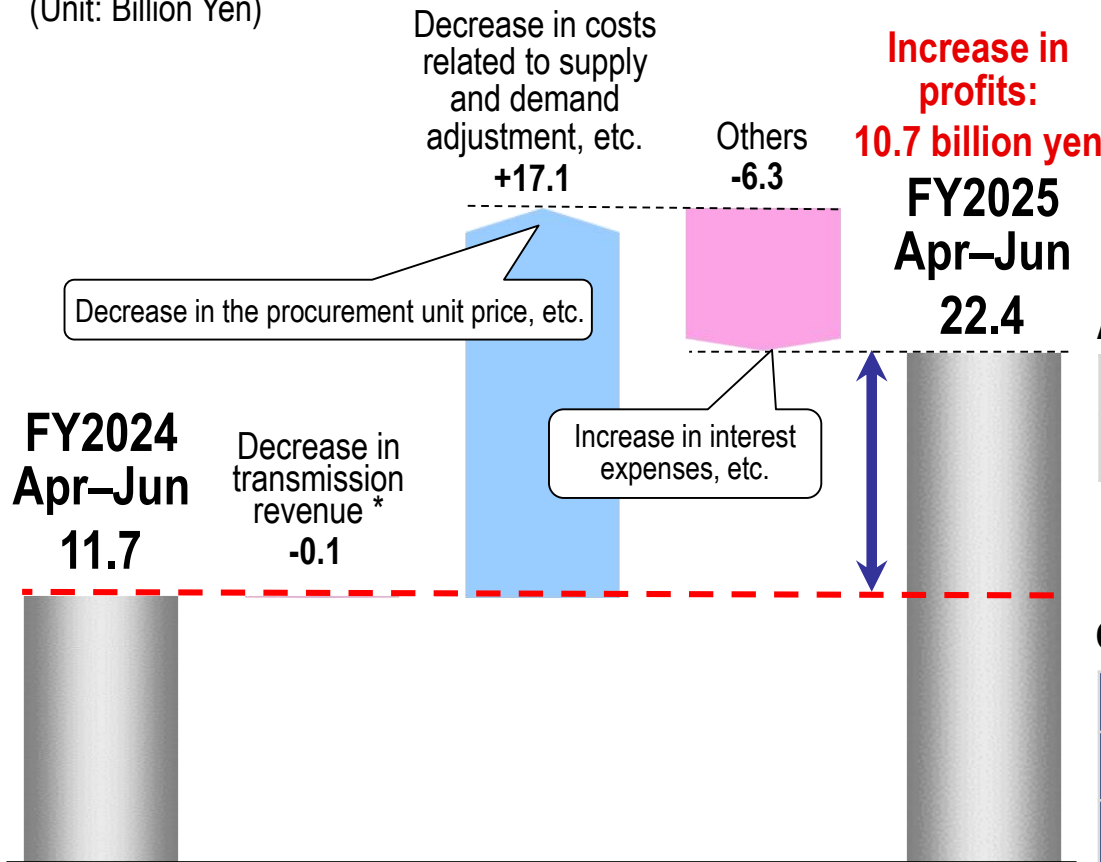 (Unit: Billion Yen)
Decrease in costs
related to supply
and demand
adjustment, etc.
+17.1
Others
-6.3
Increase in
profits:
10.7 billion yen
FY2025
Apr–Jun
22.4
Decrease in the procurement unit price, etc.
Increase in interest
expenses, etc.
FY2024
Apr–Jun
11.7
Decrease in
transmission
revenue *
-0.1